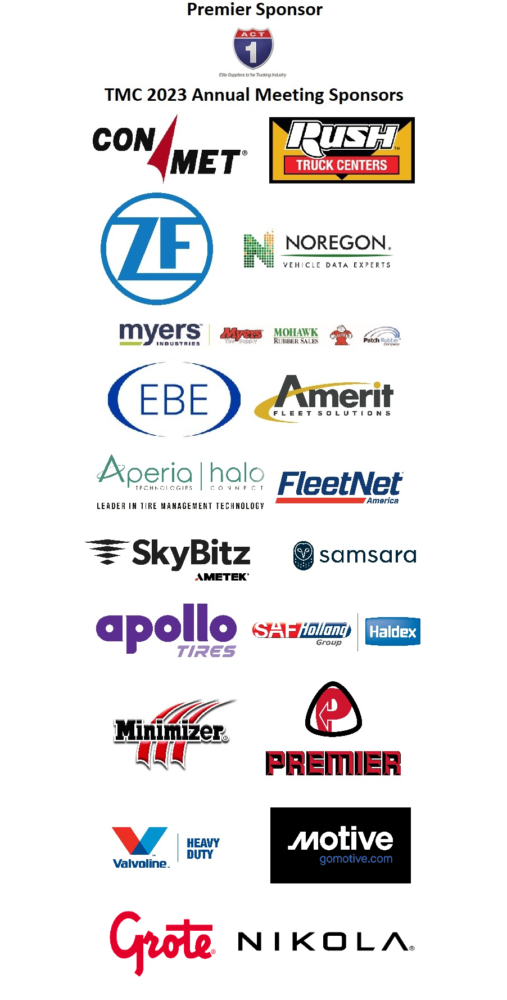 Premier Sponsor
ACT
1
Elite Suppliers to the Trucking Industry
TMC 2023 Annual Meeting Sponsors
CON MET®
RUSH™
TRUCK CENTERS
ZF
N NOREGON®
VEHICLE DATA EXPERTS
myers™
INDUSTRIES
Myers
Tire Supply
MOHAWK
RUBBER SALES
Patch Rubber
Company
EBE
Amerit
FLEET SOLUTIONS
Aperia | halo
TECHNOLOGIES CONNECT
LEADER IN TIRE MANAGEMENT TECHNOLOGY
FleetNet
America
SkyBitz
AMETEK®
samsara
apollo
TIRES
SAF Holland
Group
Haldex
Minimizer®
P
PREMIER
Valvoline™
HEAVY
DUTY
motive
gomotive.com
Grote®
NIKOLA®